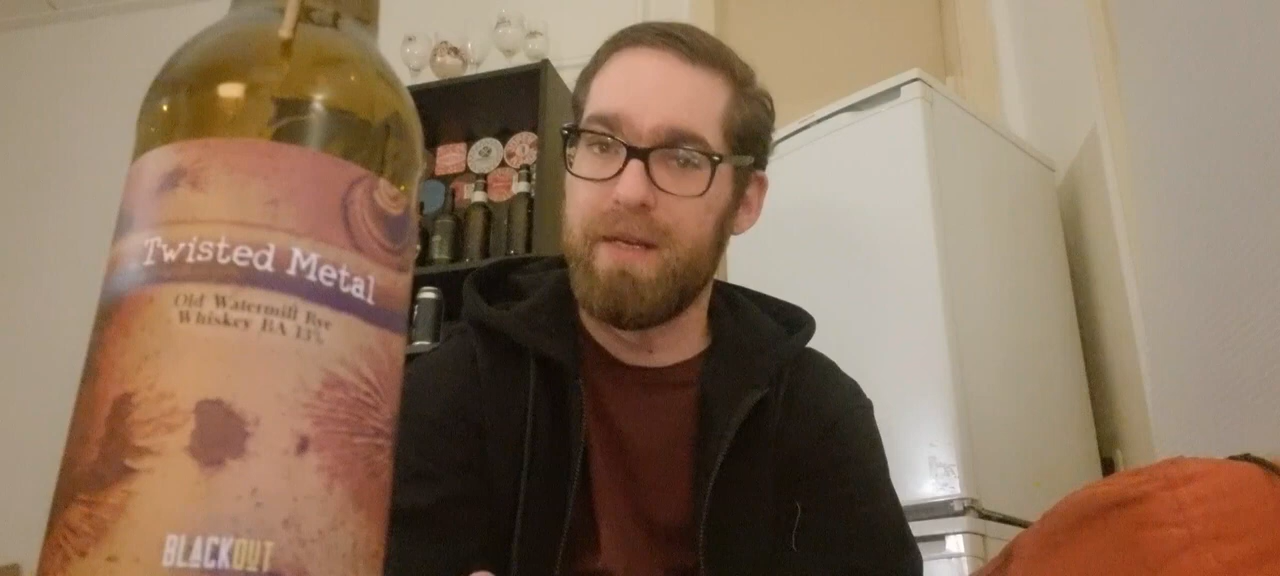 Twisted Metal
Old Watermill Rye
Whiskey BA 13%
BLACKOUT